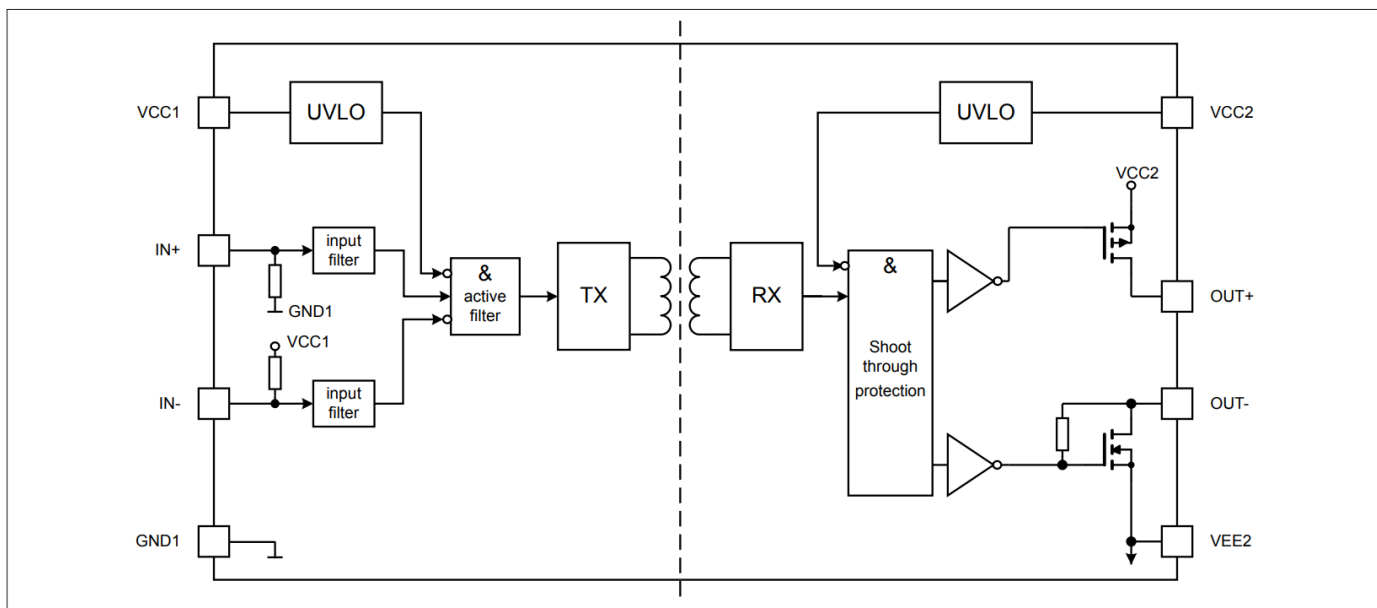 VCC1
UVLO
UVLO
VCC2
VCC2
IN+
input
filter
GND1
&
active
filter
TX
RX
&
Shoot
through
protection
OUT+
VCC1
IN-
input
filter
OUT-
GND1
VEE2